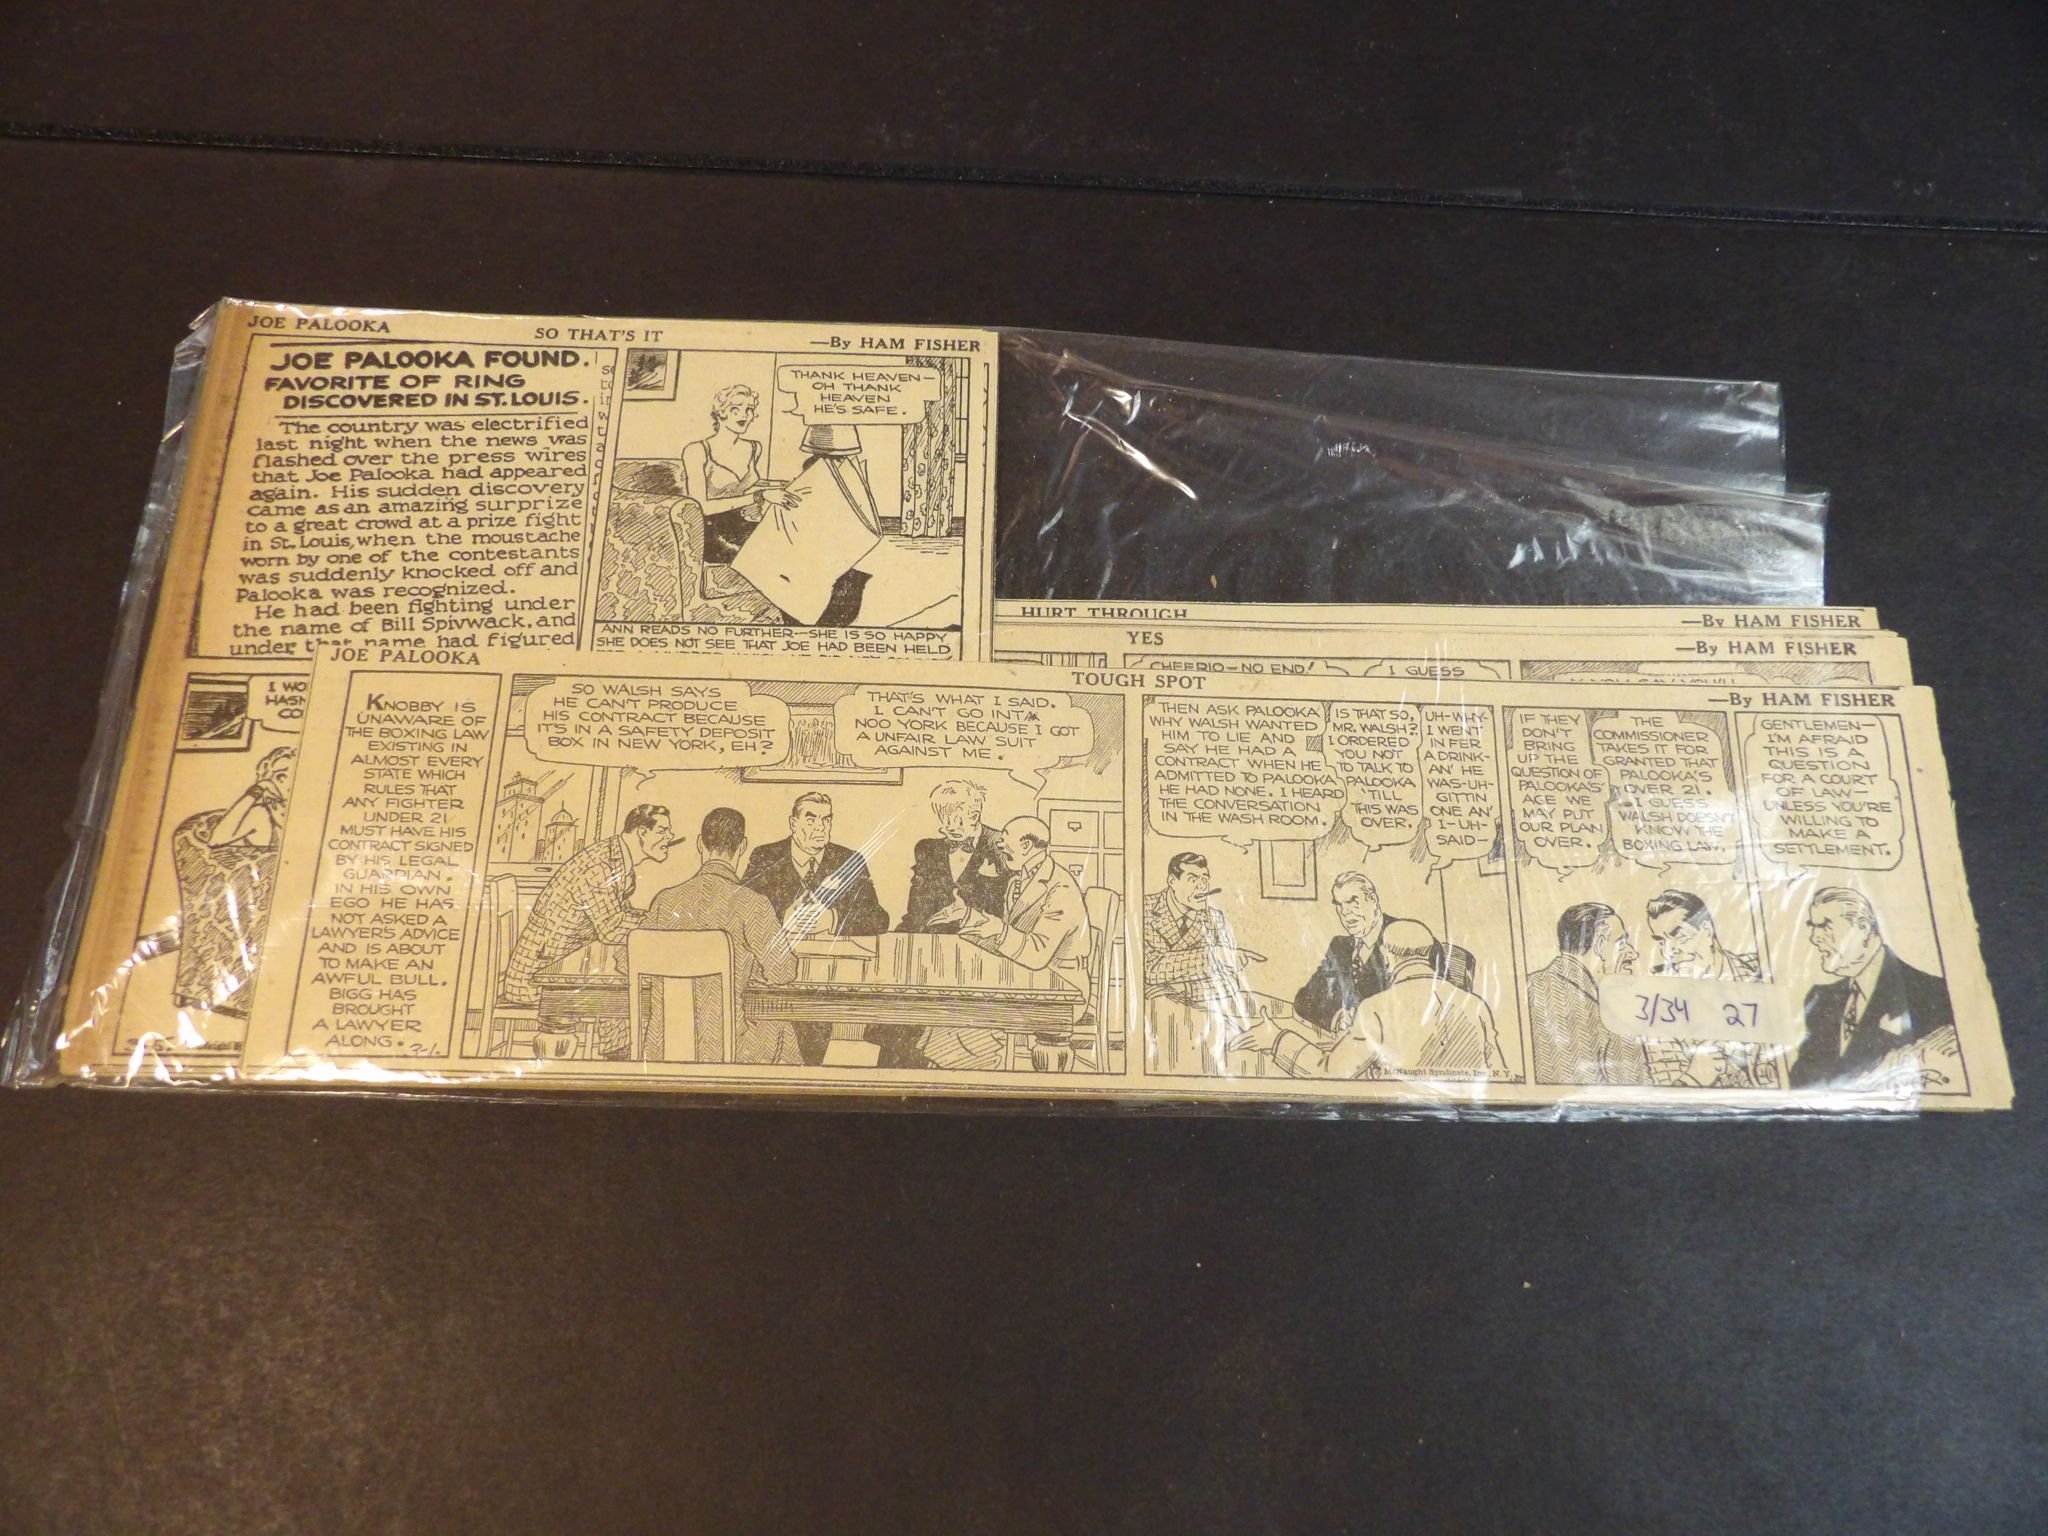 JOE PALOOKA
SO THAT'S IT
—By HAM FISHER
JOE PALOOKA FOUND.
FAVORITE OF RING
DISCOVERED IN ST. LOUIS.
The country was electrified
last night when the news was
flashed over the press wires
that Joe Palooka had appeared
again. His sudden discovery
came as an amazing surprize
to a great crowd at a prize fight
in St. Louis, when the moustache
worn by one of the contestants
was suddenly knocked off and
Palooka was recognized.
He had been fighting under
the name of Bill Spivwack, and
under that name had figured
THANK HEAVEN—
OH THANK
HEAVEN
HE'S SAFE.
ANN READS NO FURTHER—SHE IS SO HAPPY
SHE DOES NOT SEE THAT JOE HAD BEEN HELD
I WO
HASN
CO
HURT THROUGH
—By HAM FISHER
YES
—By HAM FISHER
CHEERIO—NO END!
I GUESS
JOE PALOOKA
TOUGH SPOT
—By HAM FISHER
KNOBBY IS
UNAWARE OF
THE BOXING LAW
EXISTING IN
ALMOST EVERY
STATE WHICH
RULES THAT
ANY FIGHTER
UNDER 21
MUST HAVE HIS
CONTRACT SIGNED
BY HIS LEGAL
GUARDIAN.
IN HIS OWN
EGO HE HAS
NOT ASKED A
LAWYER'S ADVICE
AND IS ABOUT
TO MAKE AN
AWFUL BULL.
BIGG HAS
BROUGHT
A LAWYER
ALONG.
3-1.
SO WALSH SAYS
HE CAN'T PRODUCE
HIS CONTRACT BECAUSE
IT'S IN A SAFETY DEPOSIT
BOX IN NEW YORK, EH?
THAT'S WHAT I SAID.
I CAN'T GO INTA
NOO YORK BECAUSE I GOT
A UNFAIR LAW SUIT
AGAINST ME.
THEN ASK PALOOKA
WHY WALSH WANTED
HIM TO LIE AND
SAY HE HAD A
CONTRACT WHEN HE
ADMITTED TO PALOOKA
HE HAD NONE. I HEARD
THE CONVERSATION
IN THE WASH ROOM.
IS THAT SO,
MR. WALSH?
I ORDERED
YOU NOT
TO TALK TO
PALOOKA
'TILL
THIS WAS
OVER.
UH-WHY-
I WENT
IN FER
A DRINK-
AN' HE
WAS-UH-
GITTIN'
ONE AN'
I-UH-
SAID—
McNaught Syndicate, Inc., N. Y.
IF THEY
DON'T
BRING
UP THE
QUESTION OF
PALOOKA'S
AGE WE
MAY PUT
OUR PLAN
OVER.
THE
COMMISSIONER
TAKES IT FOR
GRANTED THAT
PALOOKA'S
OVER 21.
I GUESS
WALSH DOESN'T
KNOW THE
BOXING LAW.
GENTLEMEN—
I'M AFRAID
THIS IS A
QUESTION
FOR A COURT
OF LAW—
UNLESS YOU'RE
WILLING TO
MAKE A
SETTLEMENT.
3/34 27